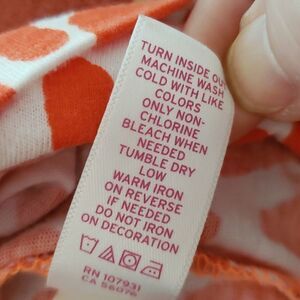 TURN INSIDE OUT
MACHINE WASH
COLD WITH LIKE
COLORS
ONLY NON-
CHLORINE
BLEACH WHEN
NEEDED
TUMBLE DRY
LOW
WARM IRON
ON REVERSE
IF NEEDED
DO NOT IRON
ON DECORATION
RN 107931
CA 56076